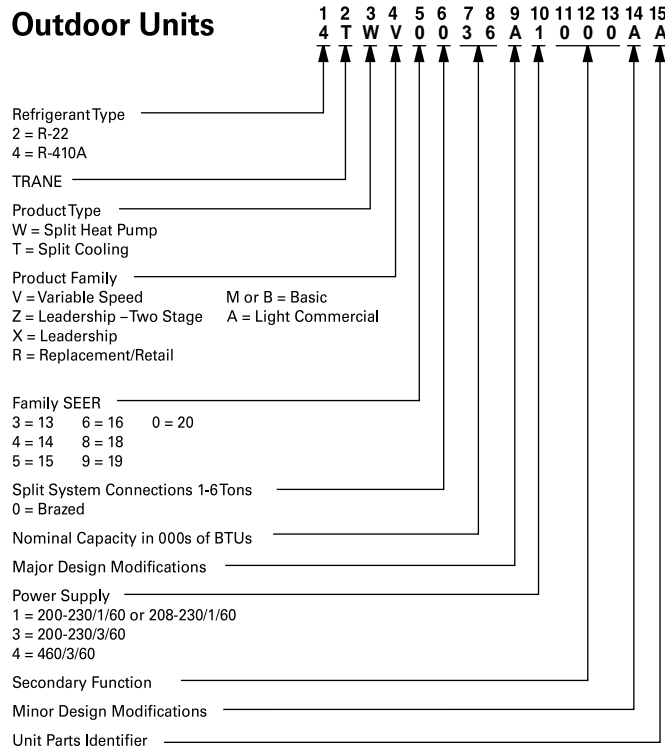 Outdoor Units
1 2 3 4 5 6 7 8 9 10 11 12 13 14 15
4 T W V 0 0 3 6 A 1 0 0 0 A A
Refrigerant Type
2 = R-22
4 = R-410A
TRANE
Product Type
W = Split Heat Pump
T = Split Cooling
Product Family
V = Variable Speed M or B = Basic
Z = Leadership – Two Stage A = Light Commercial
X = Leadership
R = Replacement/Retail
Family SEER
3 = 13 6 = 16 0 = 20
4 = 14 8 = 18
5 = 15 9 = 19
Split System Connections 1-6 Tons
0 = Brazed
Nominal Capacity in 000s of BTUs
Major Design Modifications
Power Supply
1 = 200-230/1/60 or 208-230/1/60
3 = 200-230/3/60
4 = 460/3/60
Secondary Function
Minor Design Modifications
Unit Parts Identifier